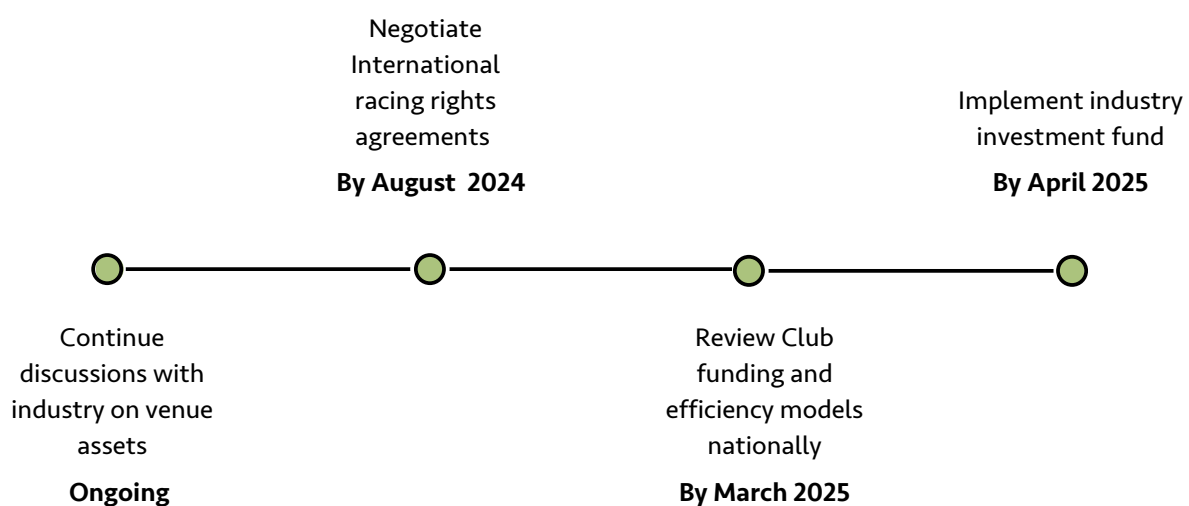 Negotiate
International
racing rights
agreements
By August 2024
Implement industry
investment fund
By April 2025
Continue
discussions with
industry on venue
assets
Ongoing
Review Club
funding and
efficiency models
nationally
By March 2025